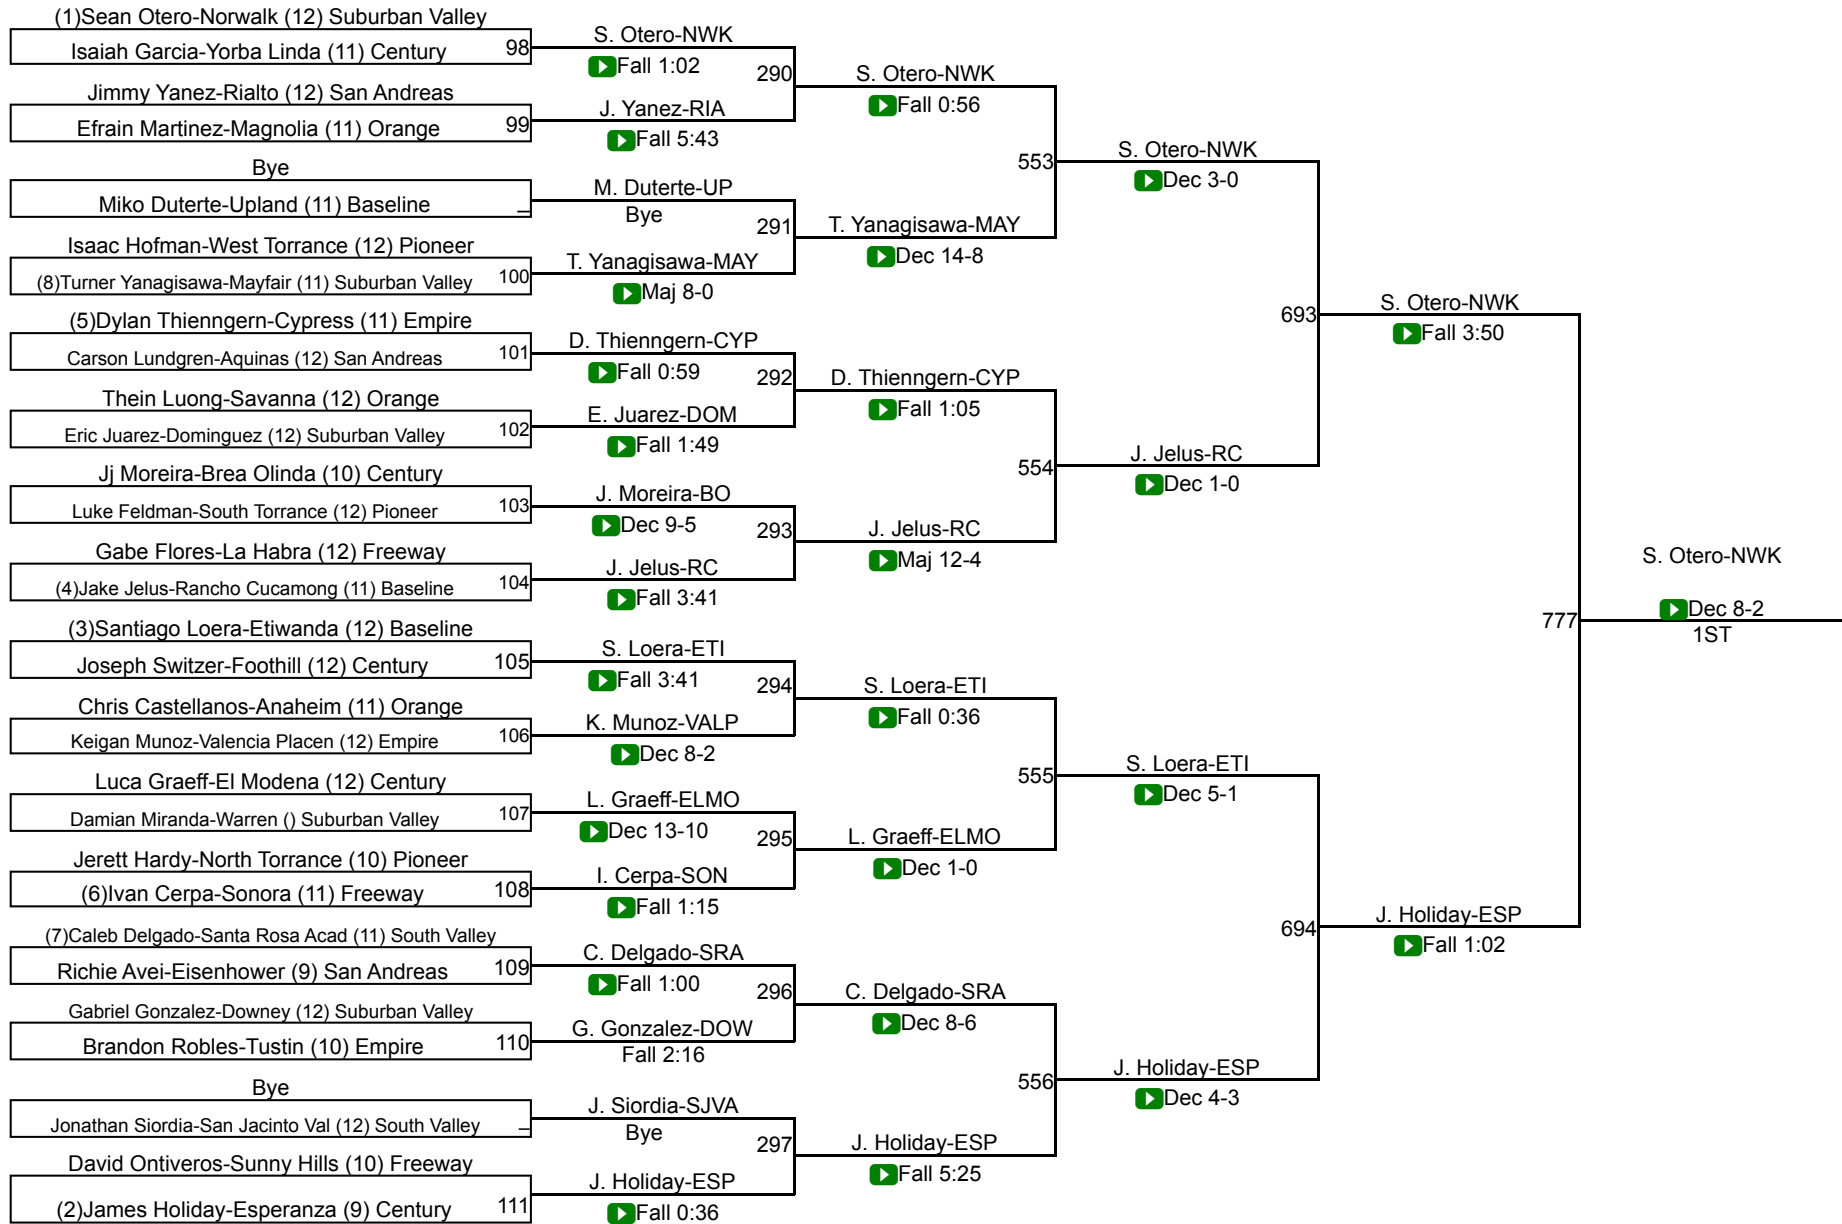 (1)Sean Otero-Norwalk (12) Suburban Valley
Isaiah Garcia-Yorba Linda (11) Century 98
Jimmy Yanez-Rialto (12) San Andreas
Efrain Martinez-Magnolia (11) Orange 99
Bye
Miko Duterte-Upland (11) Baseline _
Isaac Hofman-West Torrance (12) Pioneer
(8)Turner Yanagisawa-Mayfair (11) Suburban Valley 100
(5)Dylan Thienngern-Cypress (11) Empire
Carson Lundgren-Aquinas (12) San Andreas 101
Thein Luong-Savanna (12) Orange
Eric Juarez-Dominguez (12) Suburban Valley 102
Jj Moreira-Brea Olinda (10) Century
Luke Feldman-South Torrance (12) Pioneer 103
Gabe Flores-La Habra (12) Freeway
(4)Jake Jelus-Rancho Cucamong (11) Baseline 104
(3)Santiago Loera-Etiwanda (12) Baseline
Joseph Switzer-Foothill (12) Century 105
Chris Castellanos-Anaheim (11) Orange
Keigan Munoz-Valencia Placen (12) Empire 106
Luca Graeff-El Modena (12) Century
Damian Miranda-Warren () Suburban Valley 107
Jerett Hardy-North Torrance (10) Pioneer
(6)Ivan Cerpa-Sonora (11) Freeway 108
(7)Caleb Delgado-Santa Rosa Acad (11) South Valley
Richie Avei-Eisenhower (9) San Andreas 109
Gabriel Gonzalez-Downey (12) Suburban Valley
Brandon Robles-Tustin (10) Empire 110
Bye
Jonathan Siordia-San Jacinto Val (12) South Valley _
David Ontiveros-Sunny Hills (10) Freeway
(2)James Holiday-Esperanza (9) Century 111
S. Otero-NWK
Fall 1:02
290
J. Yanez-RIA
Fall 5:43
M. Duterte-UP
Bye
291
T. Yanagisawa-MAY
Maj 8-0
D. Thienngern-CYP
Fall 0:59
292
E. Juarez-DOM
Fall 1:49
J. Moreira-BO
Dec 9-5
293
J. Jelus-RC
Fall 3:41
S. Loera-ETI
Fall 3:41
294
K. Munoz-VALP
Dec 8-2
L. Graeff-ELMO
Dec 13-10
295
I. Cerpa-SON
Fall 1:15
C. Delgado-SRA
Fall 1:00
296
G. Gonzalez-DOW
Fall 2:16
J. Siordia-SJVA
Bye
297
J. Holiday-ESP
Fall 0:36
S. Otero-NWK
Fall 0:56
553
T. Yanagisawa-MAY
Dec 14-8
D. Thienngern-CYP
Fall 1:05
554
J. Jelus-RC
Maj 12-4
S. Loera-ETI
Fall 0:36
555
L. Graeff-ELMO
Dec 1-0
C. Delgado-SRA
Dec 8-6
556
J. Holiday-ESP
Fall 5:25
S. Otero-NWK
Dec 3-0
693
J. Jelus-RC
Dec 1-0
S. Loera-ETI
Dec 5-1
694
J. Holiday-ESP
Dec 4-3
S. Otero-NWK
Fall 3:50
777
J. Holiday-ESP
Fall 1:02
S. Otero-NWK
Dec 8-2
1ST